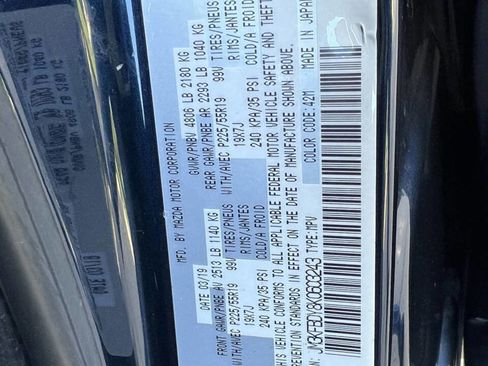 MFD. BY MAZDA MOTOR CORPORATION
DATE 03/19
GVWR/PNBV 4806 LB 2180 KG
FRONT GAWR/PNBE AV 2513 LB 1140 KG
REAR GAWR/PNBE AR 2293 LB 1040 KG
WITH/AVEC P225/55R19 99V TIRES/PNEUS
WITH/AVEC P225/55R19 99V TIRES/PNEUS
19X7J RIMS/JANTES
19X7J RIMS/JANTES
240 KPA/35 PSI COLD/A FROID
240 KPA/35 PSI COLD/A FROID
THIS VEHICLE CONFORMS TO ALL APPLICABLE FEDERAL MOTOR VEHICLE SAFETY AND THEFT
PREVENTION STANDARDS IN EFFECT ON THE DATE OF MANUFACTURE SHOWN ABOVE.
TYPE:MPV COLOR CODE:42M MADE IN JAPAN